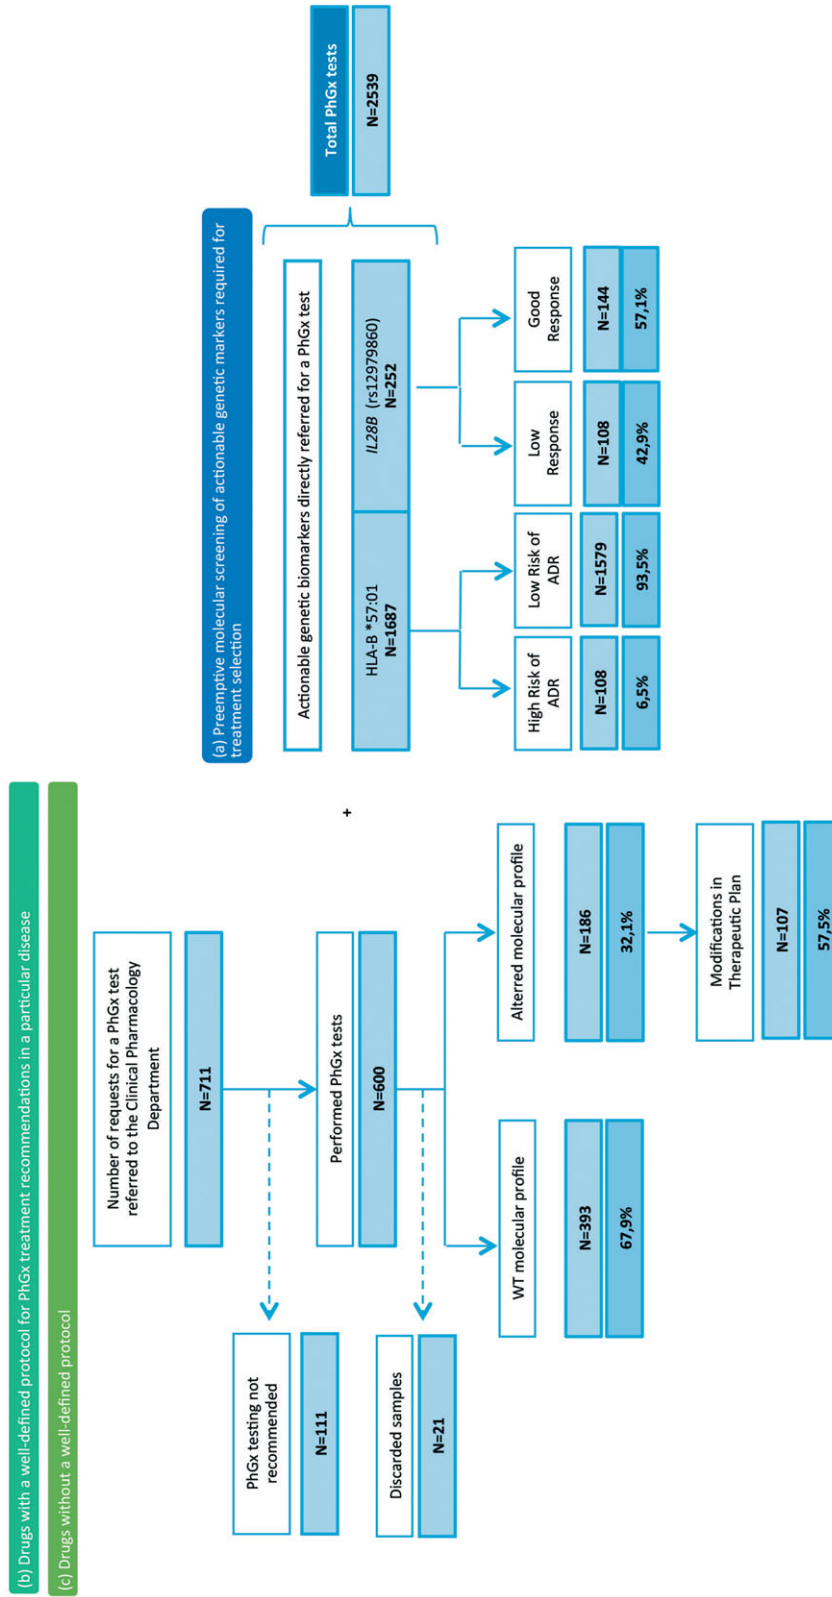 (b) Drugs with a well-defined protocol for PhGx treatment recommendations in a particular disease
(c) Drugs without a well-defined protocol
Number of requests for a PhGx test
referred to the Clinical Pharmacology
Department
N=711
PhGx testing not
recommended
N=111
Performed PhGx tests
N=600
Discarded samples
N=21
WT molecular profile
N=393
67,9%
Alterred molecular profile
N=186
32,1%
Modifications in
Therapeutic Plan
N=107
57,5%
+
(a) Preemptive molecular screening of actionable genetic markers required for
treatment selection
Actionable genetic biomarkers directly referred for a PhGx test
HLA-B *57:01
N=1687
IL28B (rs12979860)
N=252
High Risk of
ADR
N=108
6,5%
Low Risk of
ADR
N=1579
93,5%
Low
Response
N=108
42,9%
Good
Response
N=144
57,1%
Total PhGx tests
N=2539